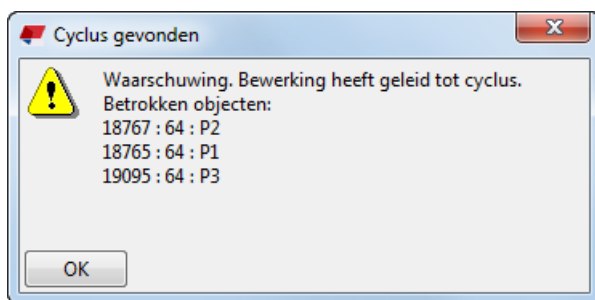 Cyclus gevonden
Waarschuwing. Bewerking heeft geleid tot cyclus.
Betrokken objecten:
18767 : 64 : P2
18765 : 64 : P1
19095 : 64 : P3
OK